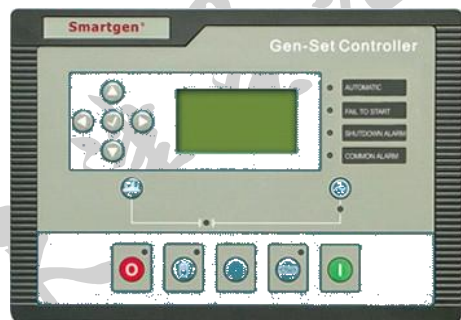 Smartgen®
Gen-Set Controller
AUTOMATIC
FAIL TO START
SHUTDOWN ALARM
COMMON ALARM